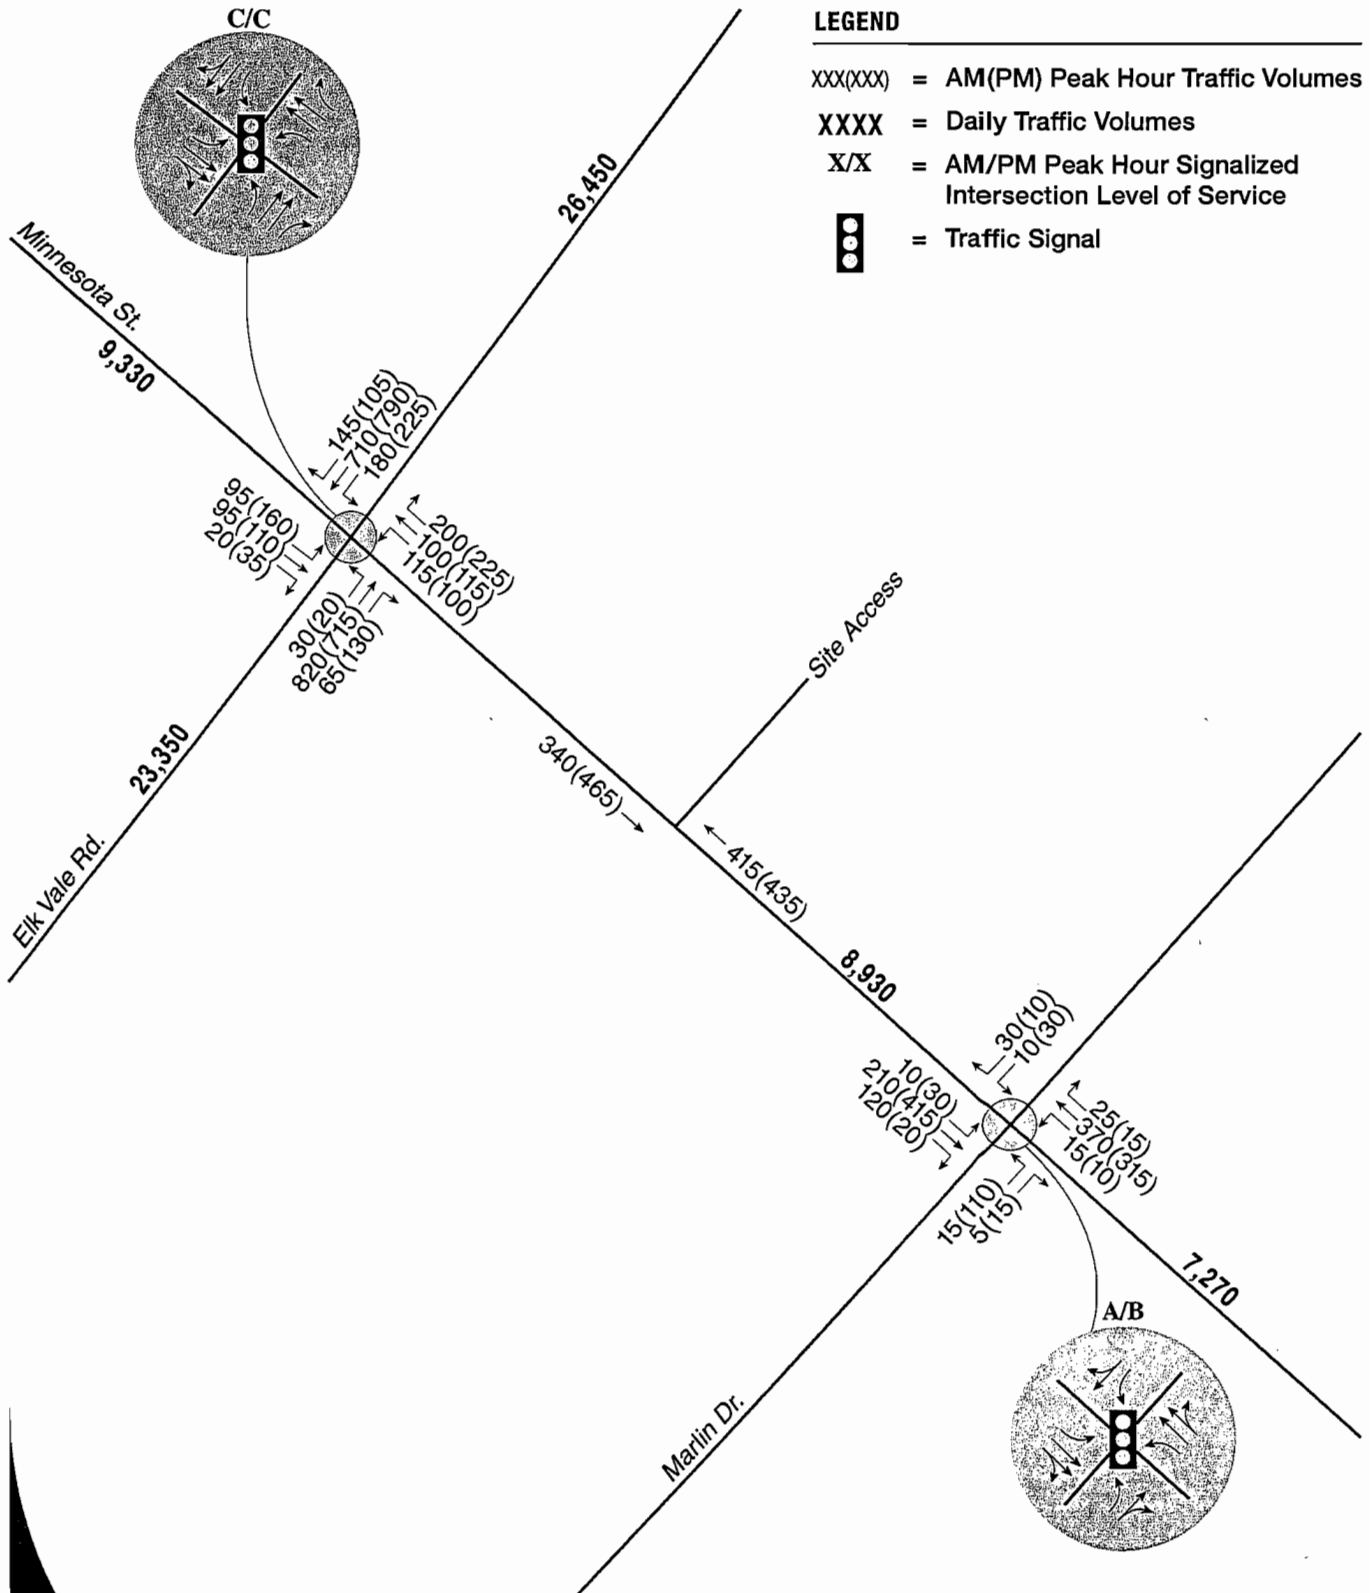 C/C
LEGEND
XXX(XXX) = AM(PM) Peak Hour Traffic Volumes
XXXX = Daily Traffic Volumes
X/X = AM/PM Peak Hour Signalized
Intersection Level of Service
= Traffic Signal
26,450
Minnesota St.
9,330
145(105)
710(790)
180(225)
95(160)
95(110)
20(35)
200(225)
100(115)
115(100)
30(20)
820(715)
65(130)
Site Access
23,350
340(465)
415(435)
Elk Vale Rd.
8,930
30(10)
10(30)
10(30)
210(415)
120(20)
25(15)
370(315)
15(10)
15(110)
5(15)
7,270
A/B
Marlin Dr.